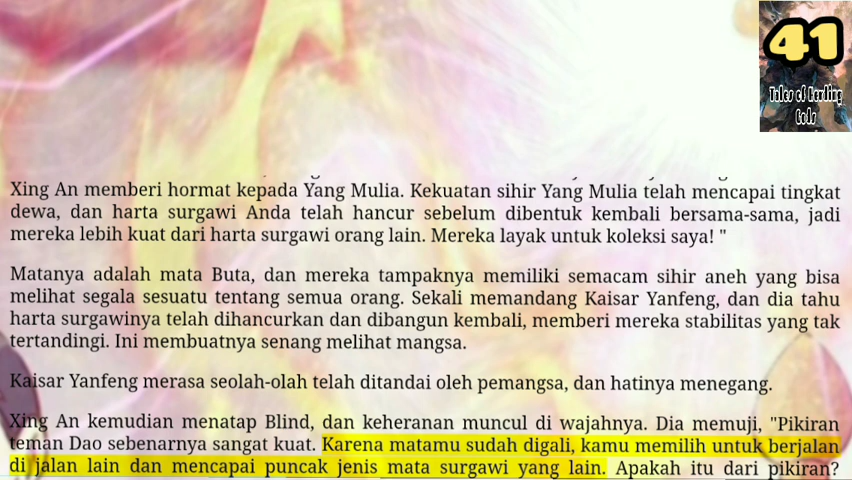 41
Tales of Herding
Gods
Xing An memberi hormat kepada Yang Mulia. Kekuatan sihir Yang Mulia telah mencapai tingkat
dewa, dan harta surgawi Anda telah hancur sebelum dibentuk kembali bersama-sama, jadi
mereka lebih kuat dari harta surgawi orang lain. Mereka layak untuk koleksi saya! "
Matanya adalah mata Buta, dan mereka tampaknya memiliki semacam sihir aneh yang bisa
melihat segala sesuatu tentang semua orang. Sekali memandang Kaisar Yanfeng, dan dia tahu
harta surgawinya telah dihancurkan dan dibangun kembali, memberi mereka stabilitas yang tak
tertandingi. Ini membuatnya senang melihat mangsa.
Kaisar Yanfeng merasa seolah-olah telah ditandai oleh pemangsa, dan hatinya menegang.
Xing An kemudian menatap Blind, dan keheranan muncul di wajahnya. Dia memuji, "Pikiran
teman Dao sebenarnya sangat kuat. Karena matamu sudah digali, kamu memilih untuk berjalan
di jalan lain dan mencapai puncak jenis mata surgawi yang lain. Apakah itu dari pikiran?